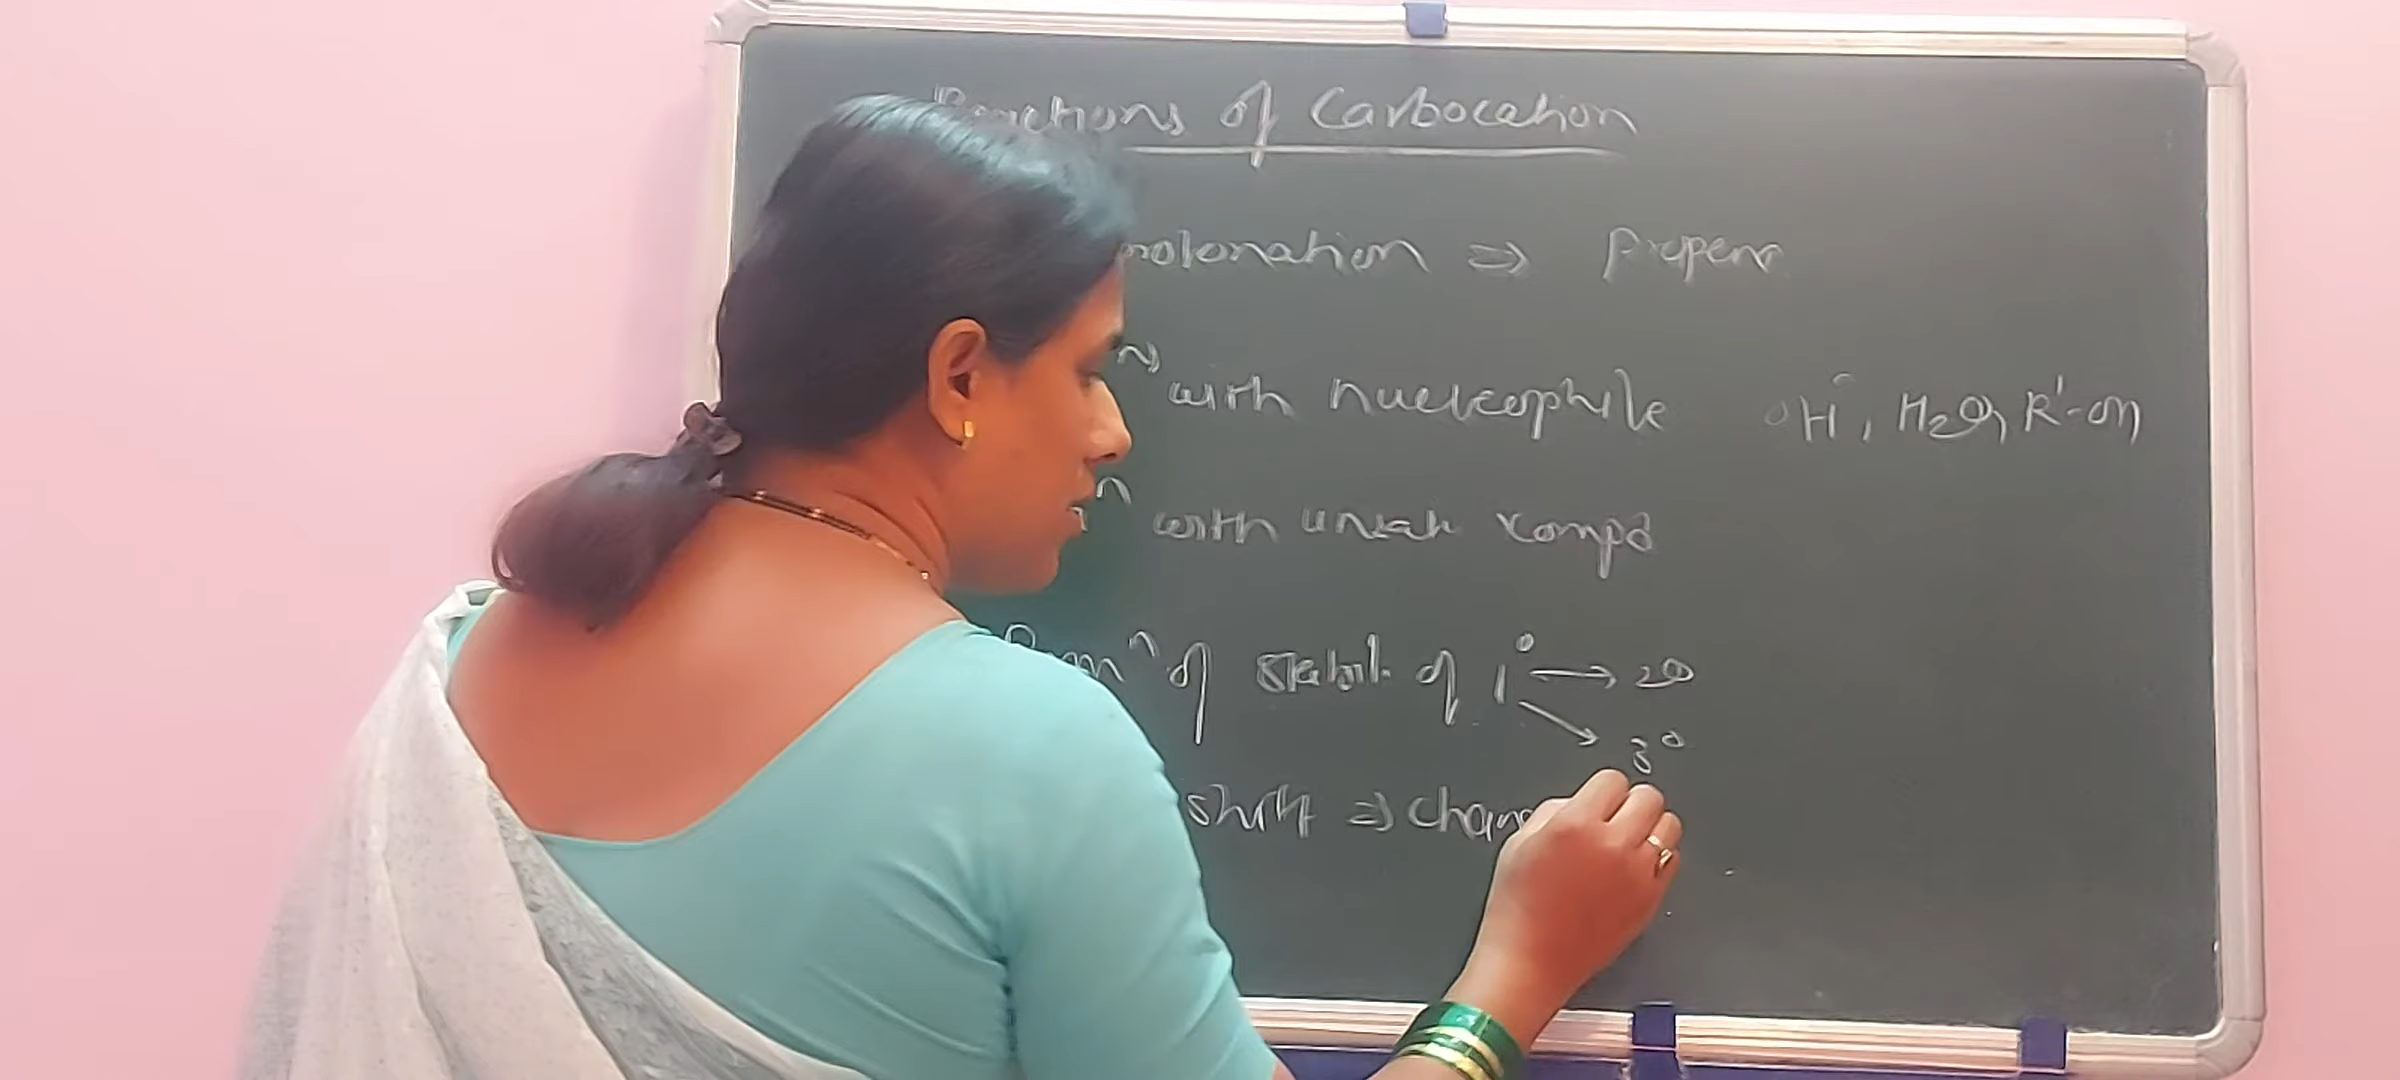 Reactions of Carbocation
rotonation ⇒ Propene
n, with nucleophile OH⁻, H2O, R'-OH
n with unsat compd
of stabil. of 1° → 2°
→ 3°
shift ⇒ Chan